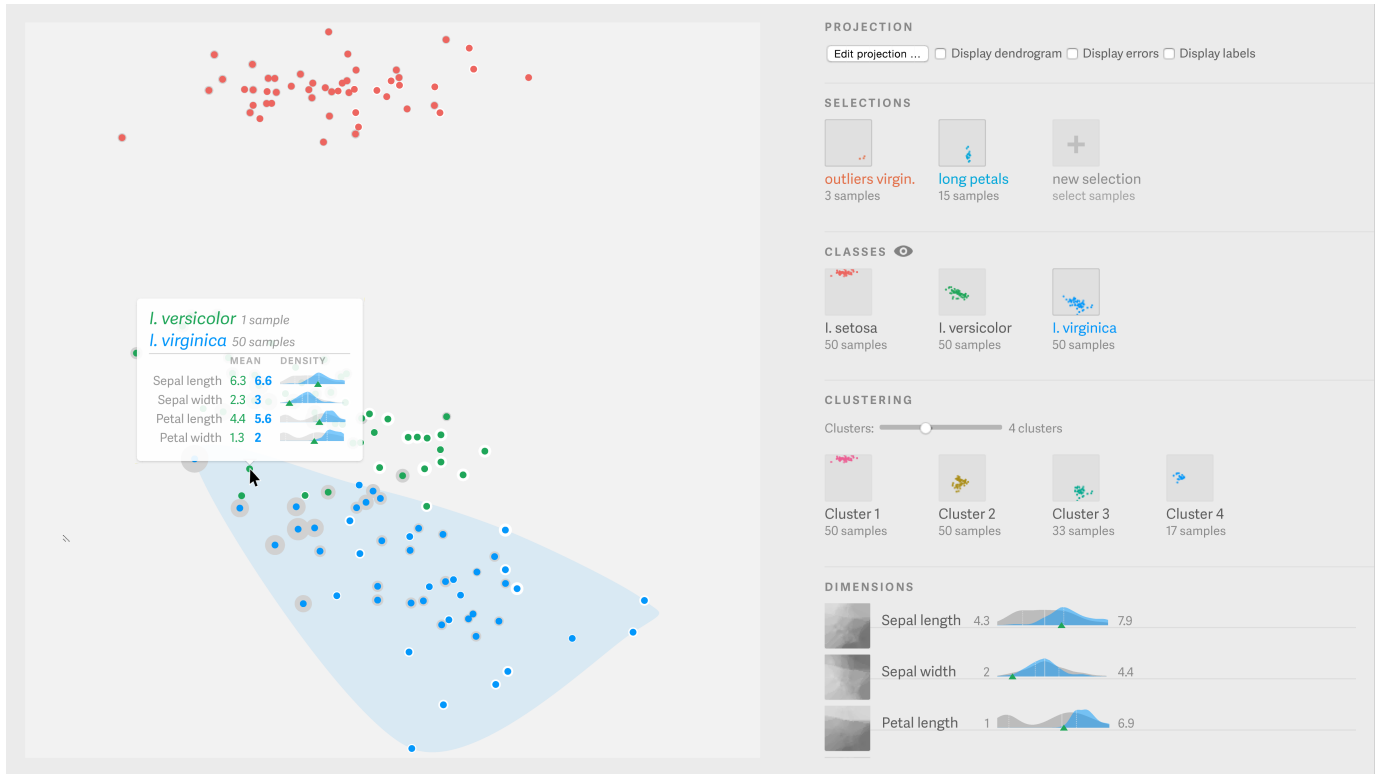 PROJECTION
Edit projection ... Display dendrogram Display errors Display labels
SELECTIONS
outliers virgin. long petals new selection
3 samples 15 samples select samples
CLASSES
I. setosa I. versicolor I. virginica
50 samples 50 samples 50 samples
CLUSTERING
Clusters: 4 clusters
Cluster 1 Cluster 2 Cluster 3 Cluster 4
50 samples 50 samples 33 samples 17 samples
DIMENSIONS
Sepal length 4.3 7.9
Sepal width 2 4.4
Petal length 1 6.9
I. versicolor 1 sample
I. virginica 50 samples
MEAN DENSITY
Sepal length 6.3 6.6
Sepal width 2.3 3
Petal length 4.4 5.6
Petal width 1.3 2